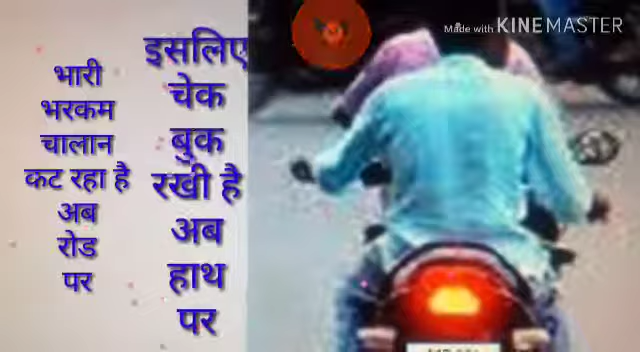 Made with KINEMASTER
भारी
भरकम
चालान
कट रहा है
अब
रोड
पर
इसलिए
चेक
बुक
रखी है
अब
हाथ
पर